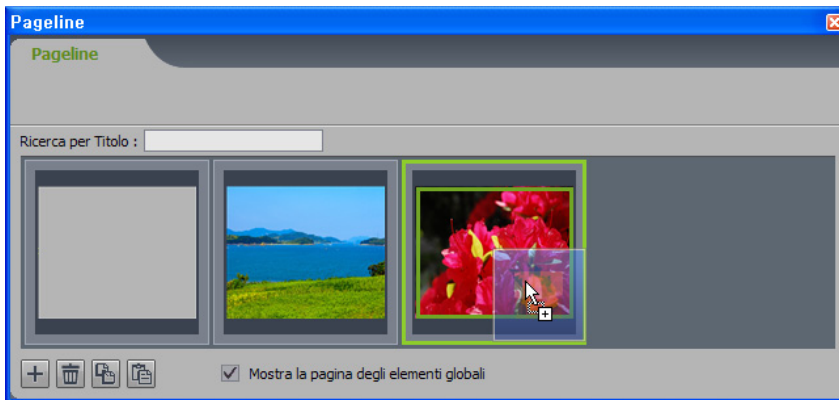 Pageline
Pageline
Ricerca per Titolo :
Mostra la pagina degli elementi globali